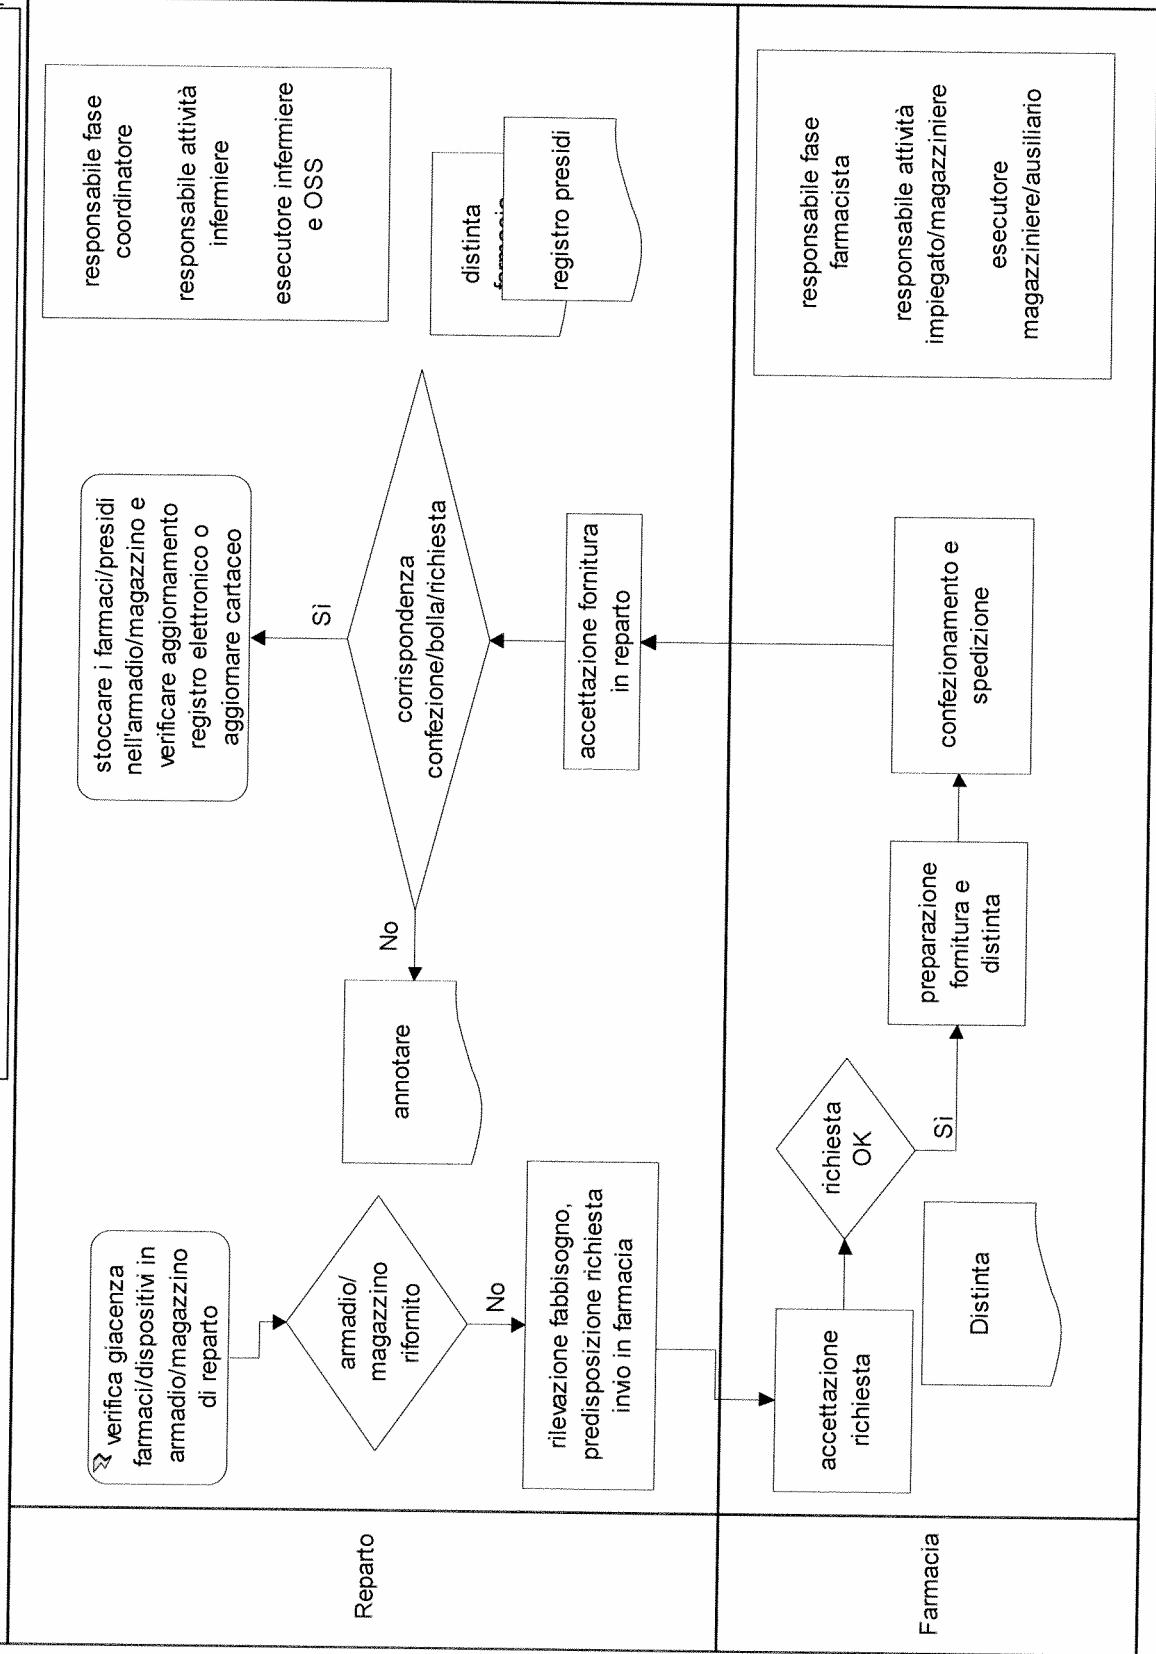 Reparto
verifica giacenza
farmaci/dispositivi in
armadio/magazzino
di reparto
armadio/
magazzino
rifornito
No
rilevazione fabbisogno,
predisposizione richiesta
invio in farmacia
annotare
No
corrispondenza
confezione/bolla/richiesta
Sì
stoccare i farmaci/presidi
nell'armadio/magazzino e
verificare aggiornamento
registro elettronico o
aggiornare cartaceo
accettazione fornitura
in reparto
responsabile fase
coordinatore
responsabile attività
infermiere
esecutore infermiere
e OSS
distinta
farmacia
registro presidi
Farmacia
accettazione
richiesta
richiesta
OK
Sì
Distinta
preparazione
fornitura e
distinta
confezionamento e
spedizione
responsabile fase
farmacista
responsabile attività
impiegato/magazziniere
esecutore
magazziniere/ausiliario